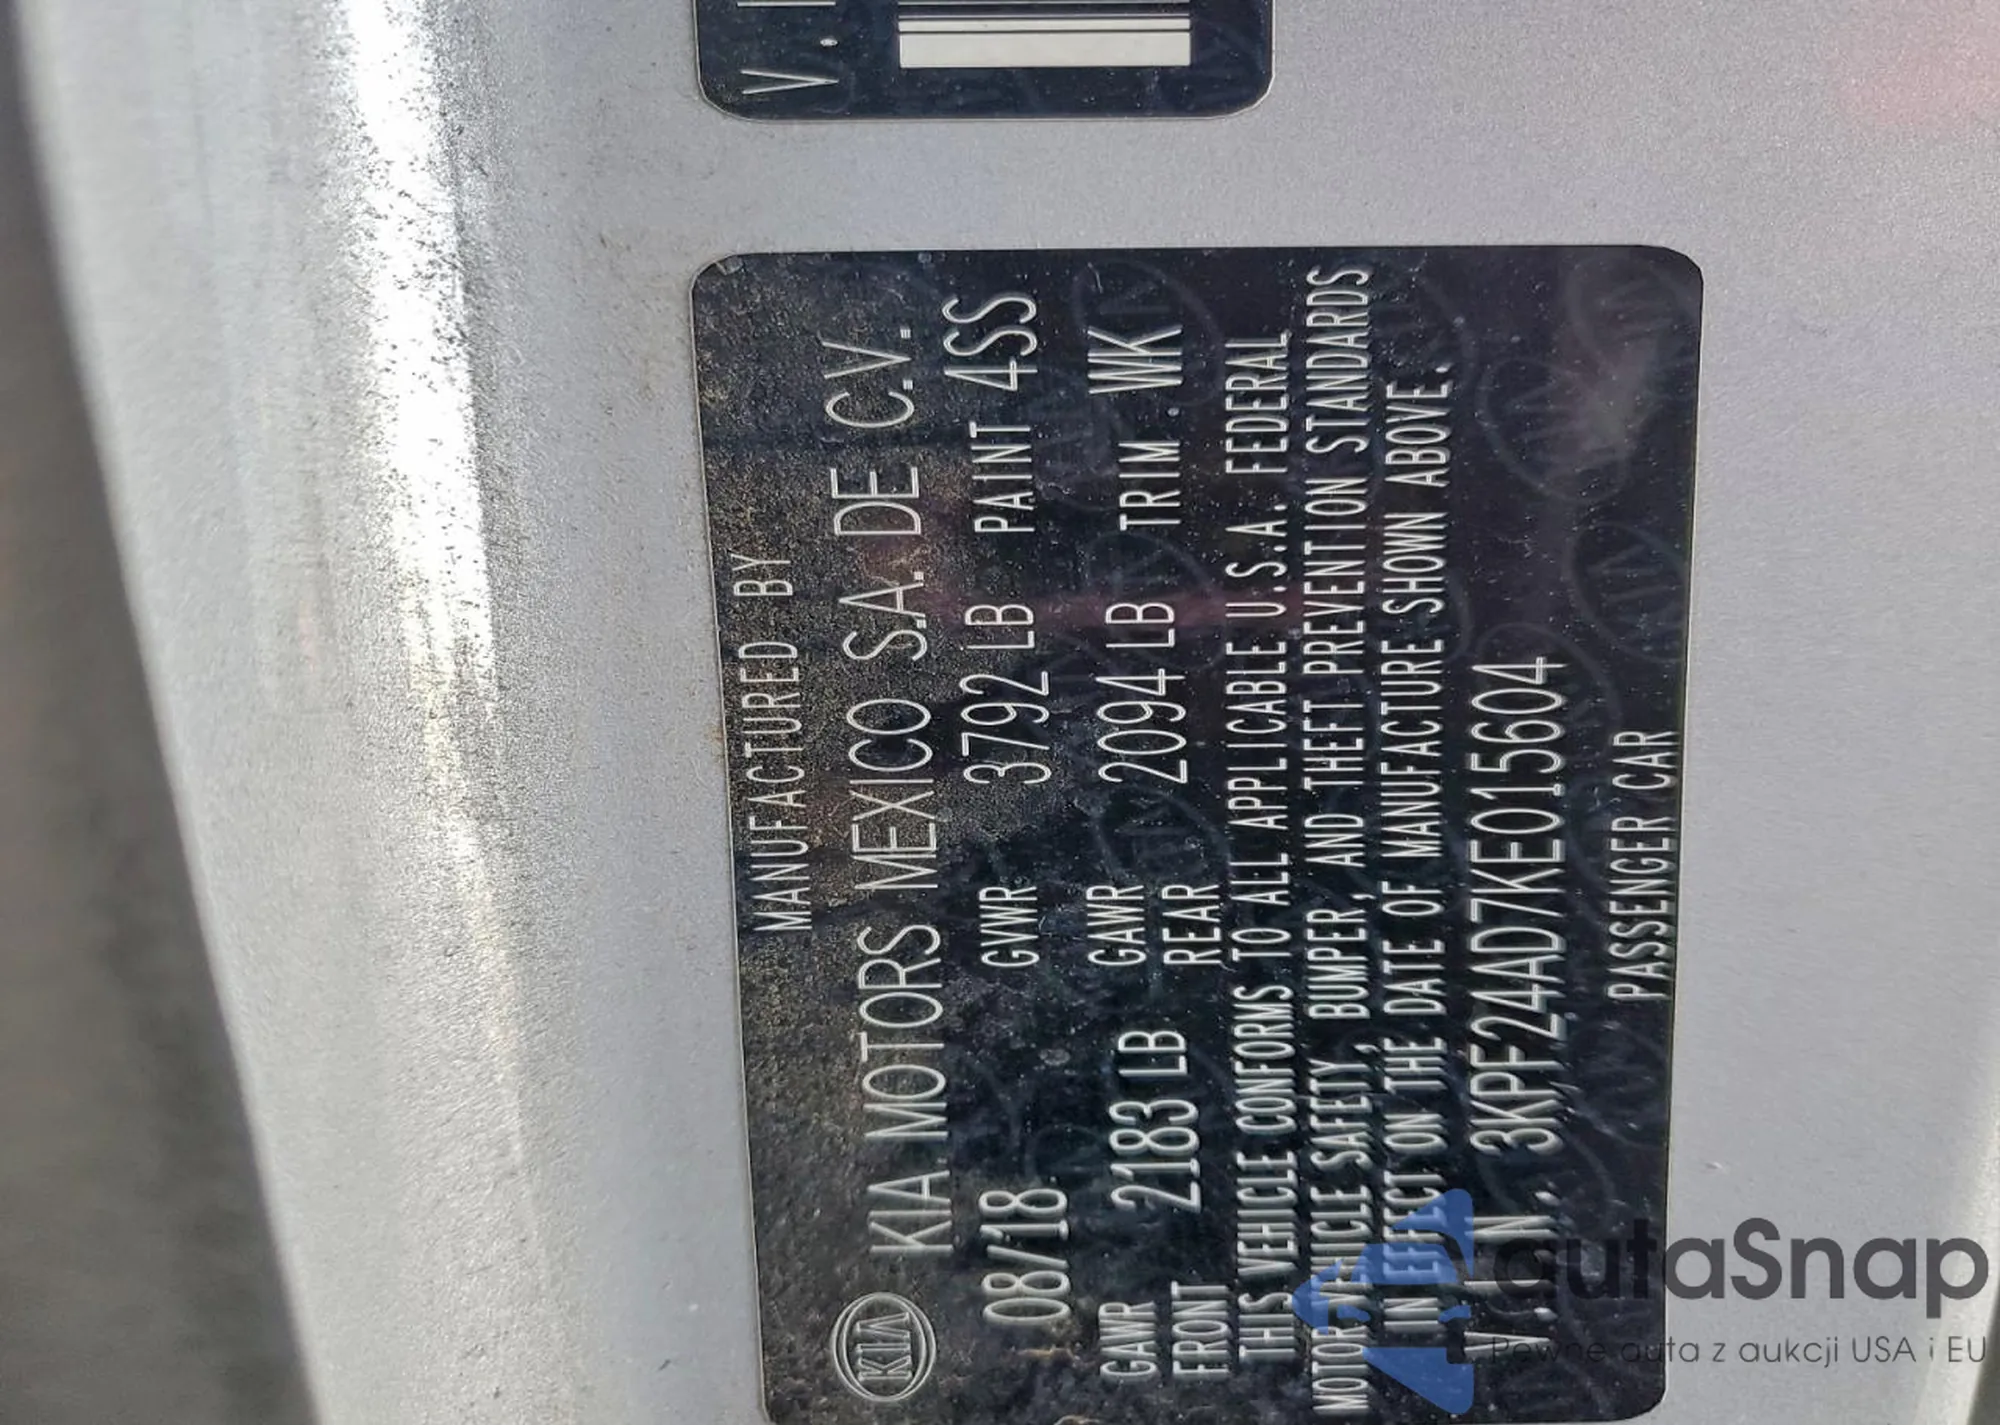 MANUFACTURED BY
KIA KIA MOTORS MEXICO S.A. DE C.V.
08/18 GVWR 3792 LB PAINT 4SS
GAWR FRONT 2183 LB GAWR REAR 2094 LB TRIM WK
THIS VEHICLE CONFORMS TO ALL APPLICABLE U.S.A. FEDERAL
MOTOR VEHICLE SAFETY, BUMPER, AND THEFT PREVENTION STANDARDS
IN EFFECT ON THE DATE OF MANUFACTURE SHOWN ABOVE.
V.I.N. 3KPF24AD7KE015604
PASSENGER CAR
autaSnap
Pewne auta z aukcji USA i EU